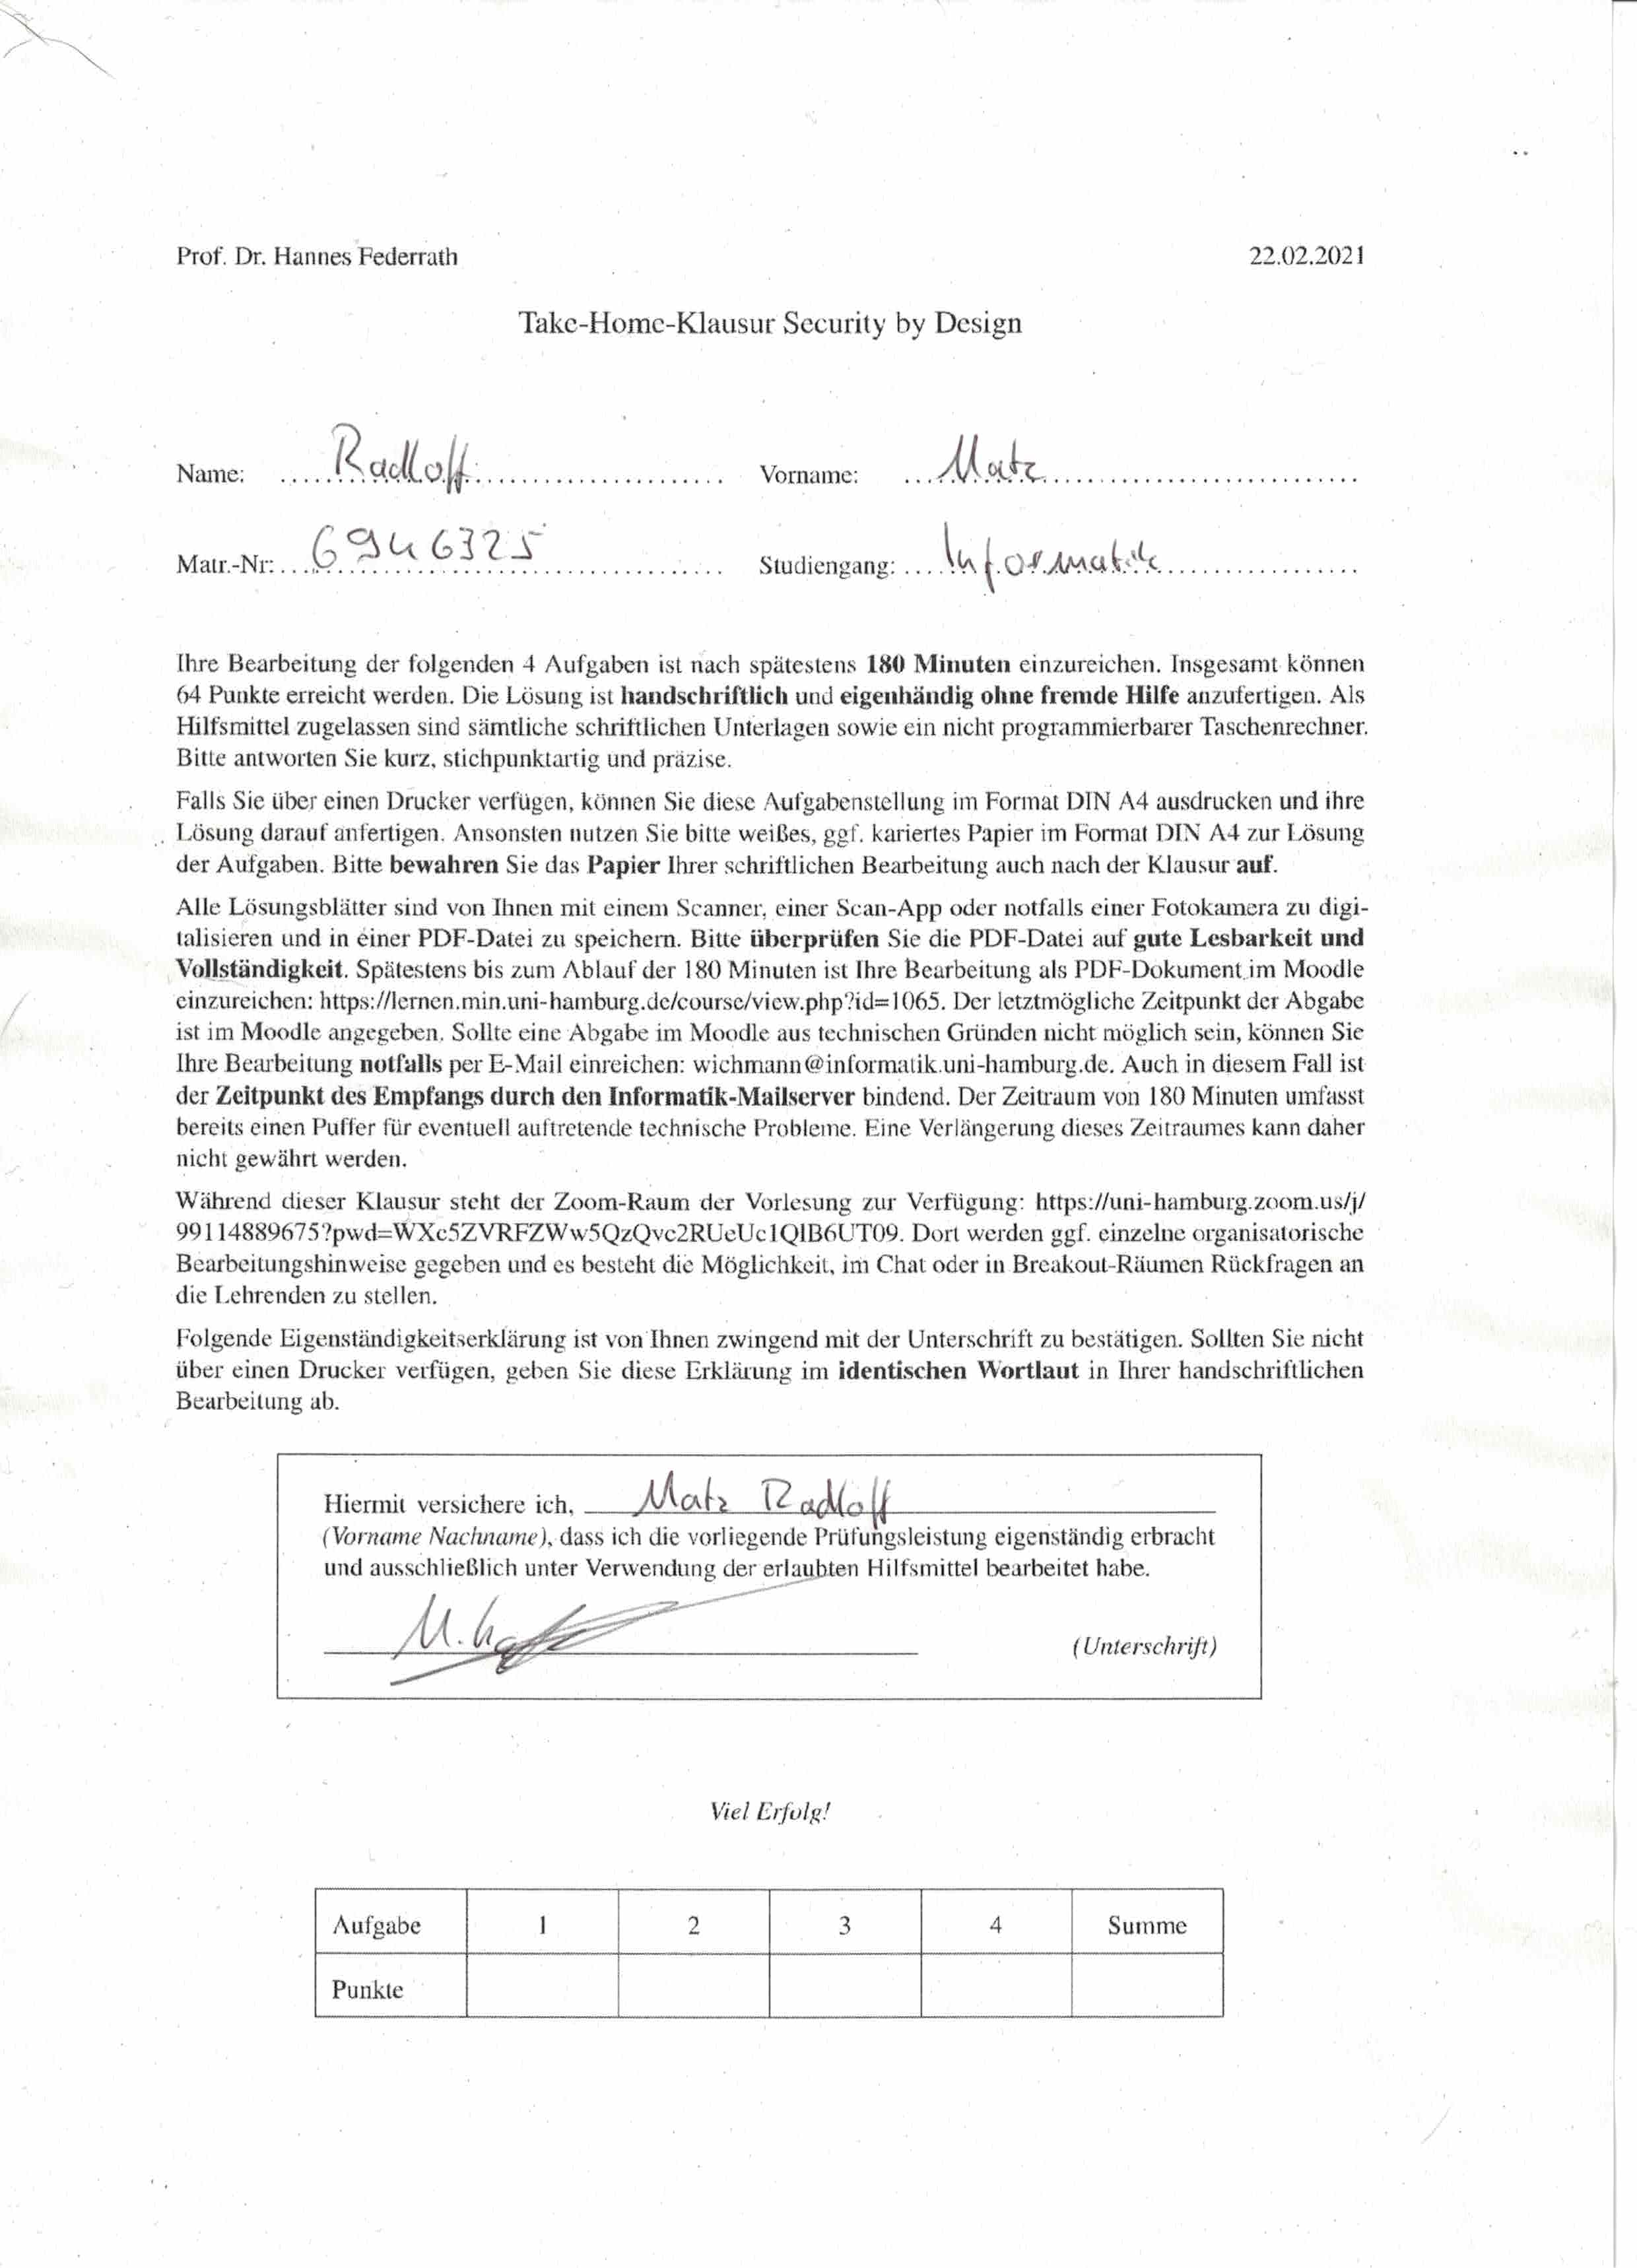 Prof. Dr. Hannes Federrath 22.02.2021
Take-Home-Klausur Security by Design
Name: Radloff Vorname: Matz
Matr.-Nr: 6946325 Studiengang: Informatik
Ihre Bearbeitung der folgenden 4 Aufgaben ist nach spätestens 180 Minuten einzureichen. Insgesamt können
64 Punkte erreicht werden. Die Lösung ist handschriftlich und eigenhändig ohne fremde Hilfe anzufertigen. Als
Hilfsmittel zugelassen sind sämtliche schriftlichen Unterlagen sowie ein nicht programmierbarer Taschenrechner.
Bitte antworten Sie kurz, stichpunktartig und präzise.
Falls Sie über einen Drucker verfügen, können Sie diese Aufgabenstellung im Format DIN A4 ausdrucken und ihre
Lösung darauf anfertigen. Ansonsten nutzen Sie bitte weißes, ggf. kariertes Papier im Format DIN A4 zur Lösung
der Aufgaben. Bitte bewahren Sie das Papier Ihrer schriftlichen Bearbeitung auch nach der Klausur auf.
Alle Lösungsblätter sind von Ihnen mit einem Scanner, einer Scan-App oder notfalls einer Fotokamera zu digi-
talisieren und in einer PDF-Datei zu speichern. Bitte überprüfen Sie die PDF-Datei auf gute Lesbarkeit und
Vollständigkeit. Spätestens bis zum Ablauf der 180 Minuten ist Ihre Bearbeitung als PDF-Dokument im Moodle
einzureichen: https://lernen.min.uni-hamburg.de/course/view.php?id=1065. Der letztmögliche Zeitpunkt der Abgabe
ist im Moodle angegeben. Sollte eine Abgabe im Moodle aus technischen Gründen nicht möglich sein, können Sie
Ihre Bearbeitung notfalls per E-Mail einreichen: wichmann@informatik.uni-hamburg.de. Auch in diesem Fall ist
der Zeitpunkt des Empfangs durch den Informatik-Mailserver bindend. Der Zeitraum von 180 Minuten umfasst
bereits einen Puffer für eventuell auftretende technische Probleme. Eine Verlängerung dieses Zeitraumes kann daher
nicht gewährt werden.
Während dieser Klausur steht der Zoom-Raum der Vorlesung zur Verfügung: https://uni-hamburg.zoom.us/j/
99114889675?pwd=WXc5ZVRFZWw5QzQvc2RUeUc1QlB6UT09. Dort werden ggf. einzelne organisatorische
Bearbeitungshinweise gegeben und es besteht die Möglichkeit, im Chat oder in Breakout-Räumen Rückfragen an
die Lehrenden zu stellen.
Folgende Eigenständigkeitserklärung ist von Ihnen zwingend mit der Unterschrift zu bestätigen. Sollten Sie nicht
über einen Drucker verfügen, geben Sie diese Erklärung im identischen Wortlaut in Ihrer handschriftlichen
Bearbeitung ab.
Hiermit versichere ich, Matz Radloff
(Vorname Nachname), dass ich die vorliegende Prüfungsleistung eigenständig erbracht
und ausschließlich unter Verwendung der erlaubten Hilfsmittel bearbeitet habe.
(Unterschrift)
Viel Erfolg!
Aufgabe 1 2 3 4 Summe
Punkte